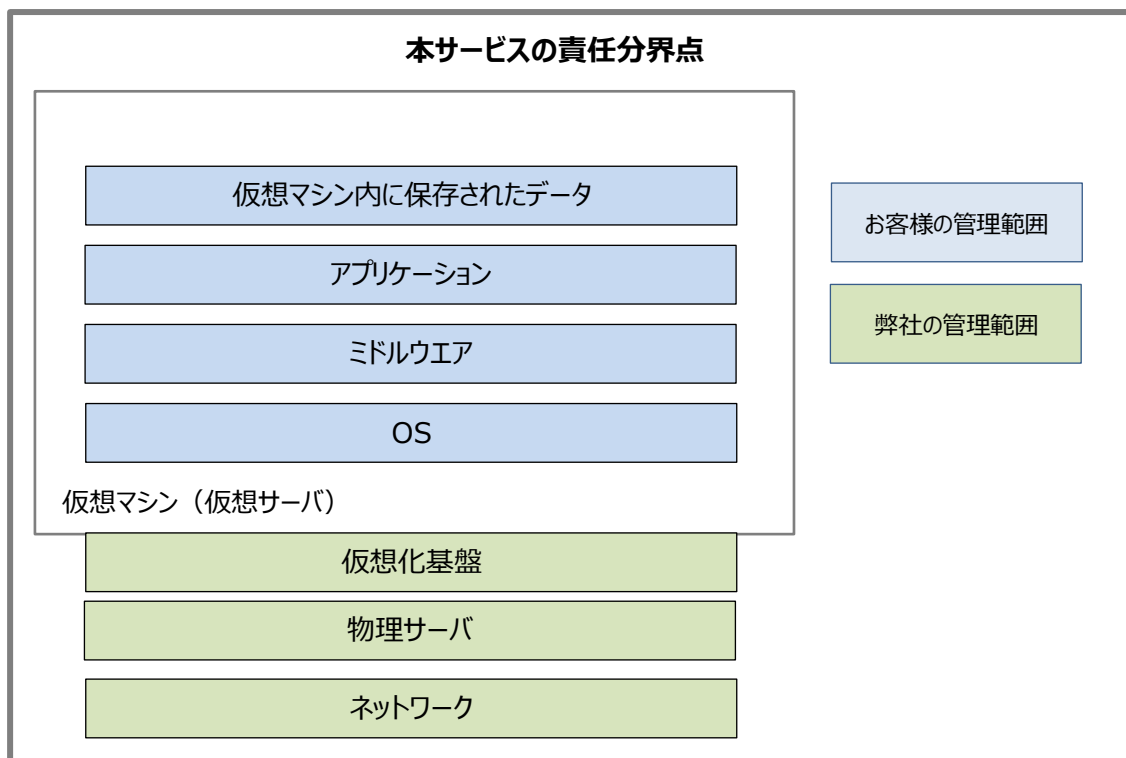 本サービスの責任分界点
仮想マシン内に保存されたデータ
アプリケーション
ミドルウエア
OS
仮想マシン（仮想サーバ）
仮想化基盤
物理サーバ
ネットワーク
お客様の管理範囲
弊社の管理範囲